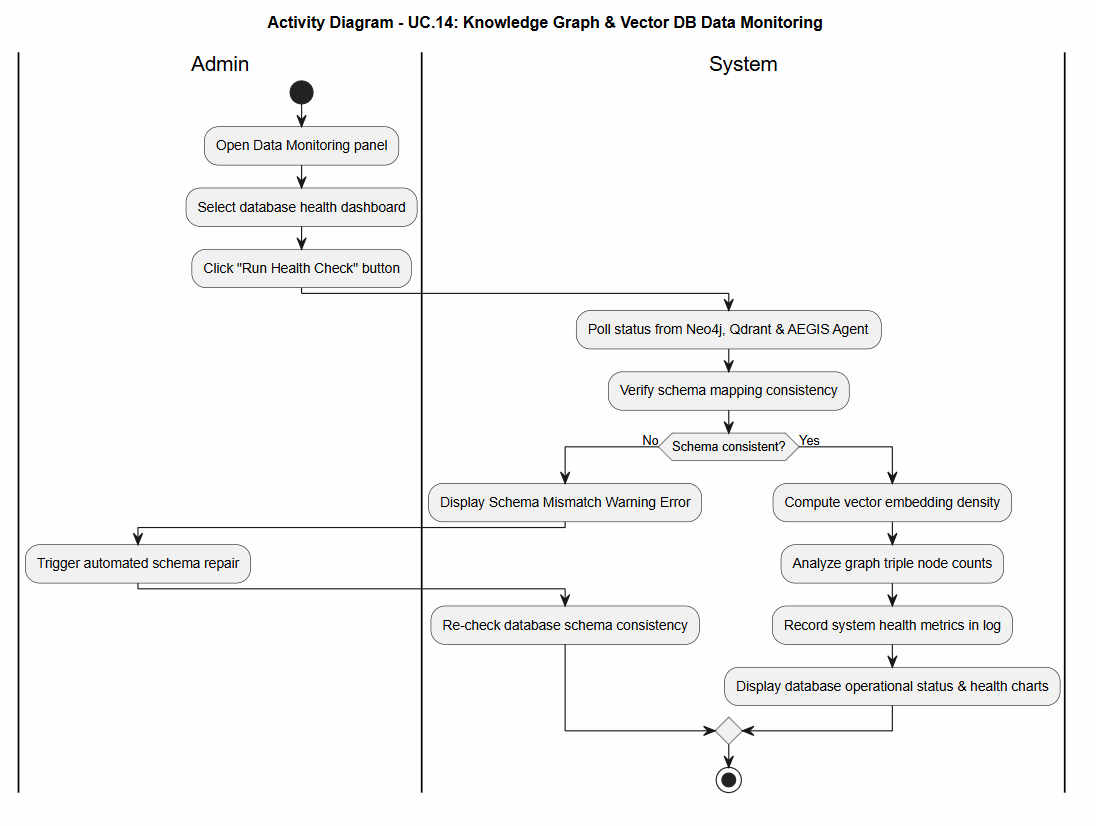 Activity Diagram - UC.14: Knowledge Graph & Vector DB Data Monitoring
Admin
System
Open Data Monitoring panel
Select database health dashboard
Click "Run Health Check" button
Poll status from Neo4j, Qdrant & AEGIS Agent
Verify schema mapping consistency
No
Schema consistent?
Yes
Display Schema Mismatch Warning Error
Compute vector embedding density
Trigger automated schema repair
Analyze graph triple node counts
Re-check database schema consistency
Record system health metrics in log
Display database operational status & health charts